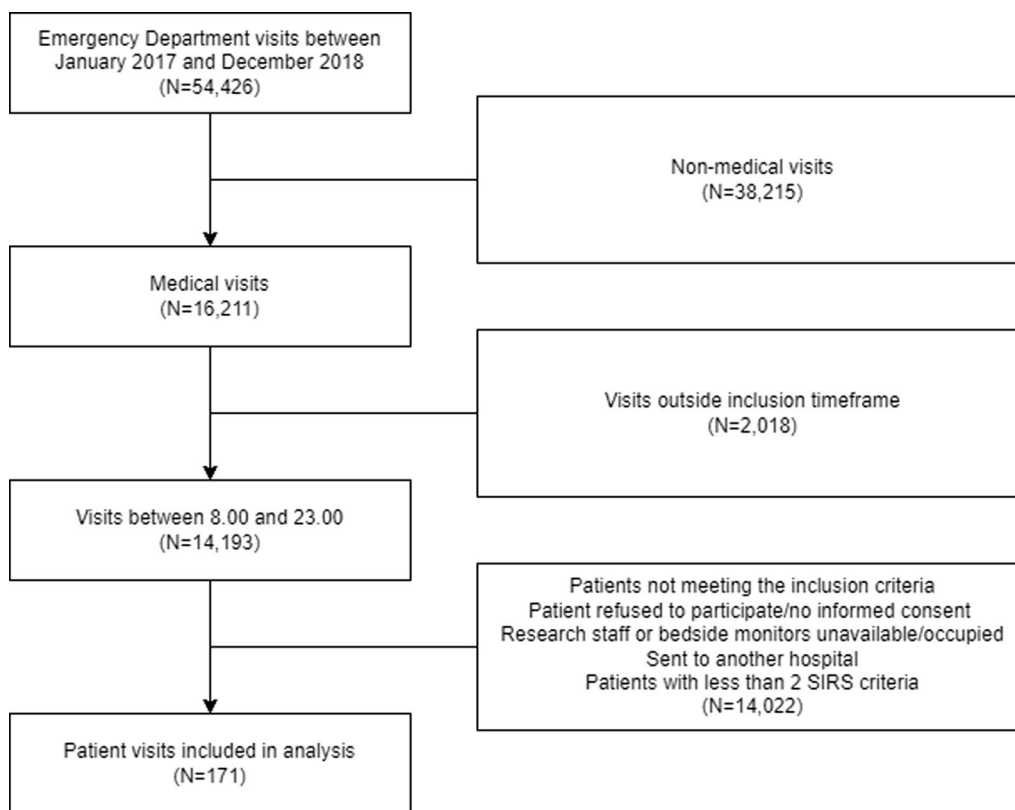 Emergency Department visits between
January 2017 and December 2018
(N=54,426)
Non-medical visits
(N=38,215)
Medical visits
(N=16,211)
Visits outside inclusion timeframe
(N=2,018)
Visits between 8.00 and 23.00
(N=14,193)
Patients not meeting the inclusion criteria
Patient refused to participate/no informed consent
Research staff or bedside monitors unavailable/occupied
Sent to another hospital
Patients with less than 2 SIRS criteria
(N=14,022)
Patient visits included in analysis
(N=171)